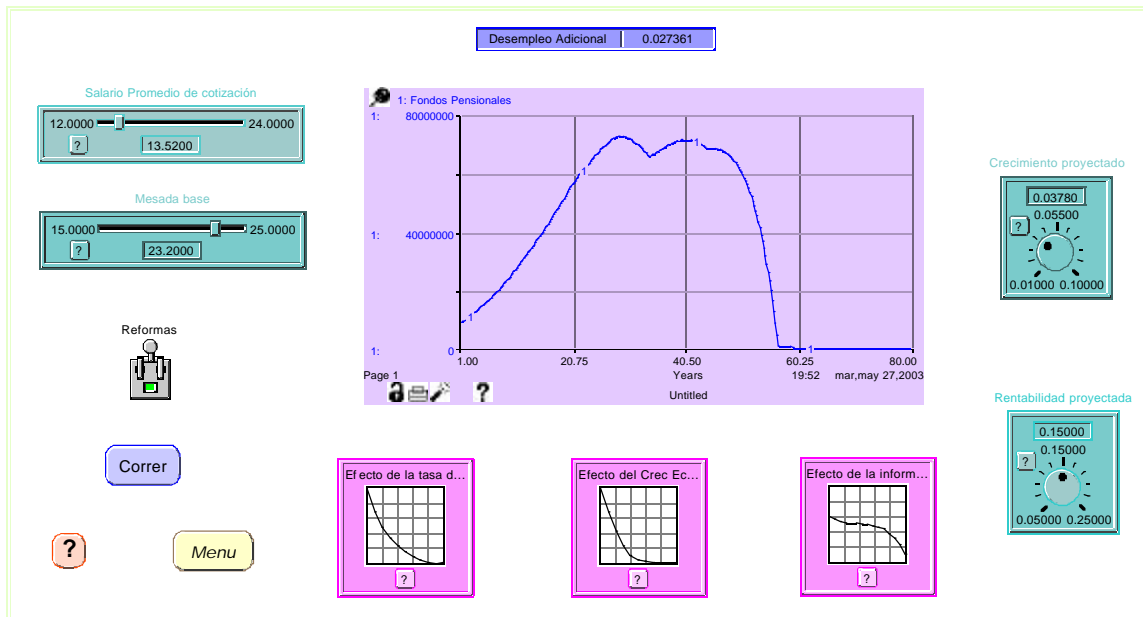 Desempleo Adicional 0.027361
Salario Promedio de cotización
12.0000 24.0000
?
13.5200
Mesada base
15.0000 25.0000
?
23.2000
Reformas
Correr
?
Menu
1: Fondos Pensionales
1: 80000000
1: 40000000
1: 0
1
1
1
1
1.00 20.75 40.50 60.25 80.00
Page 1 Years 19:52 mar,may 27,2003
?
Untitled
Efecto de la tasa d...
?
Efecto del Crec Ec...
?
Efecto de la inform...
?
Crecimiento proyectado
0.03780
0.05500
?
0.01000 0.10000
Rentabilidad proyectada
0.15000
0.15000
?
0.05000 0.25000